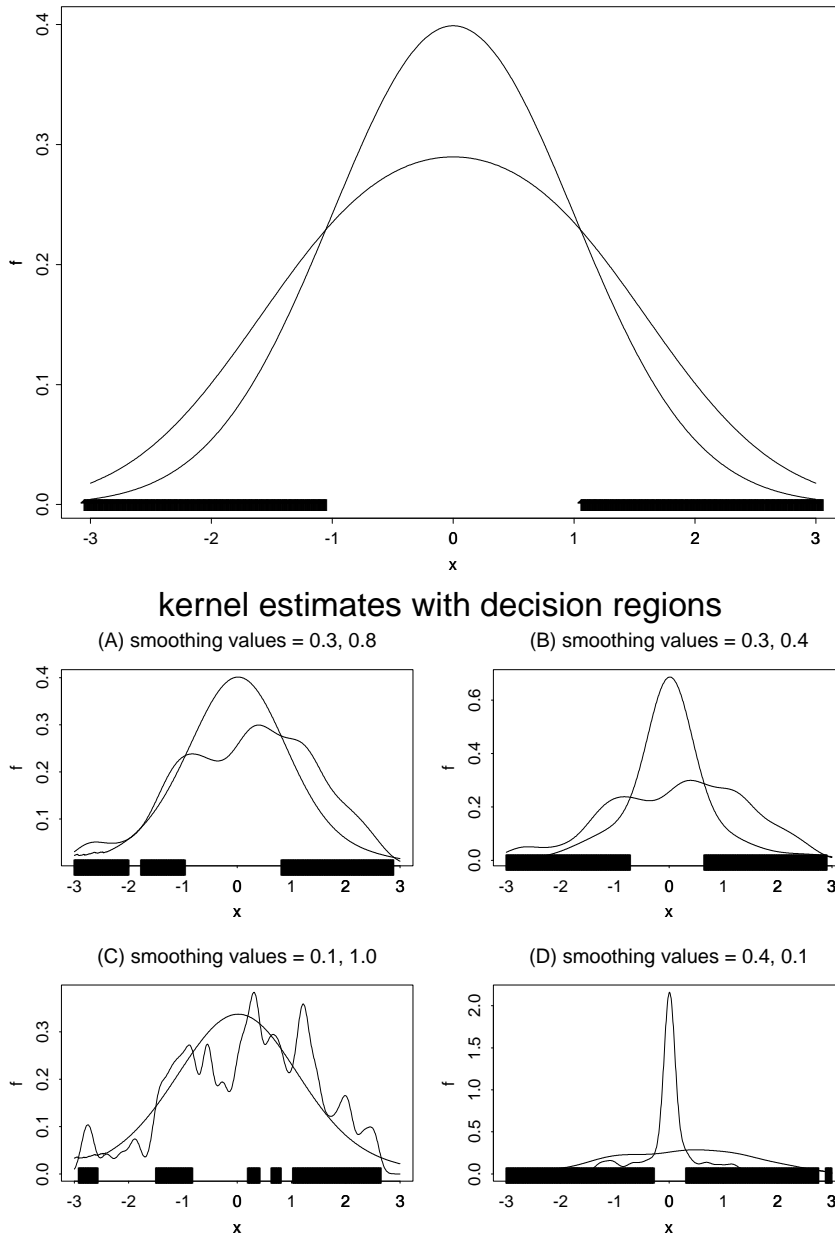 f
0.0 0.1 0.2 0.3 0.4
-3 -2 -1 0 1 2 3
x
kernel estimates with decision regions
(A) smoothing values = 0.3, 0.8
f
0.1 0.2 0.3 0.4
-3 -2 -1 0 1 2 3
x
(B) smoothing values = 0.3, 0.4
f
0.0 0.2 0.4 0.6
-3 -2 -1 0 1 2 3
x
(C) smoothing values = 0.1, 1.0
f
0.0 0.1 0.2 0.3
-3 -2 -1 0 1 2 3
x
(D) smoothing values = 0.4, 0.1
f
0.0 0.5 1.0 1.5 2.0
-3 -2 -1 0 1 2 3
x